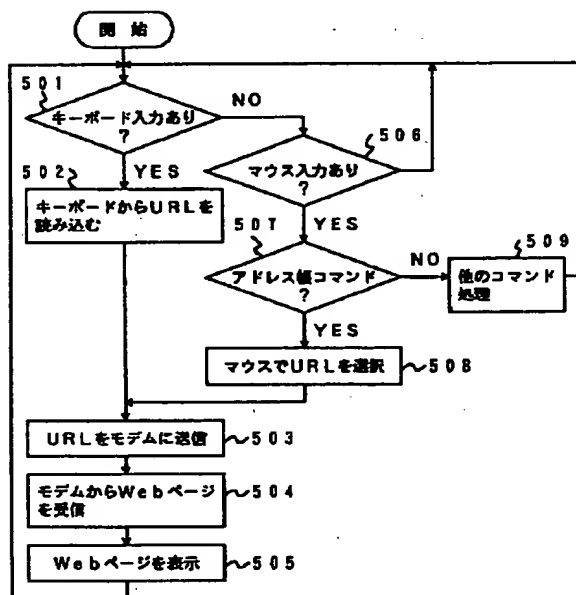 開始
501
キーボード入力あり
?
NO
506
マウス入力あり
?
502
YES
キーボードからURLを
読み込む
YES
507
アドレス帳コマンド
?
NO
509
他のコマンド
処理
YES
マウスでURLを選択
508
URLをモデムに送信
503
モデムからWebページ
を受信
504
Webページを表示
505